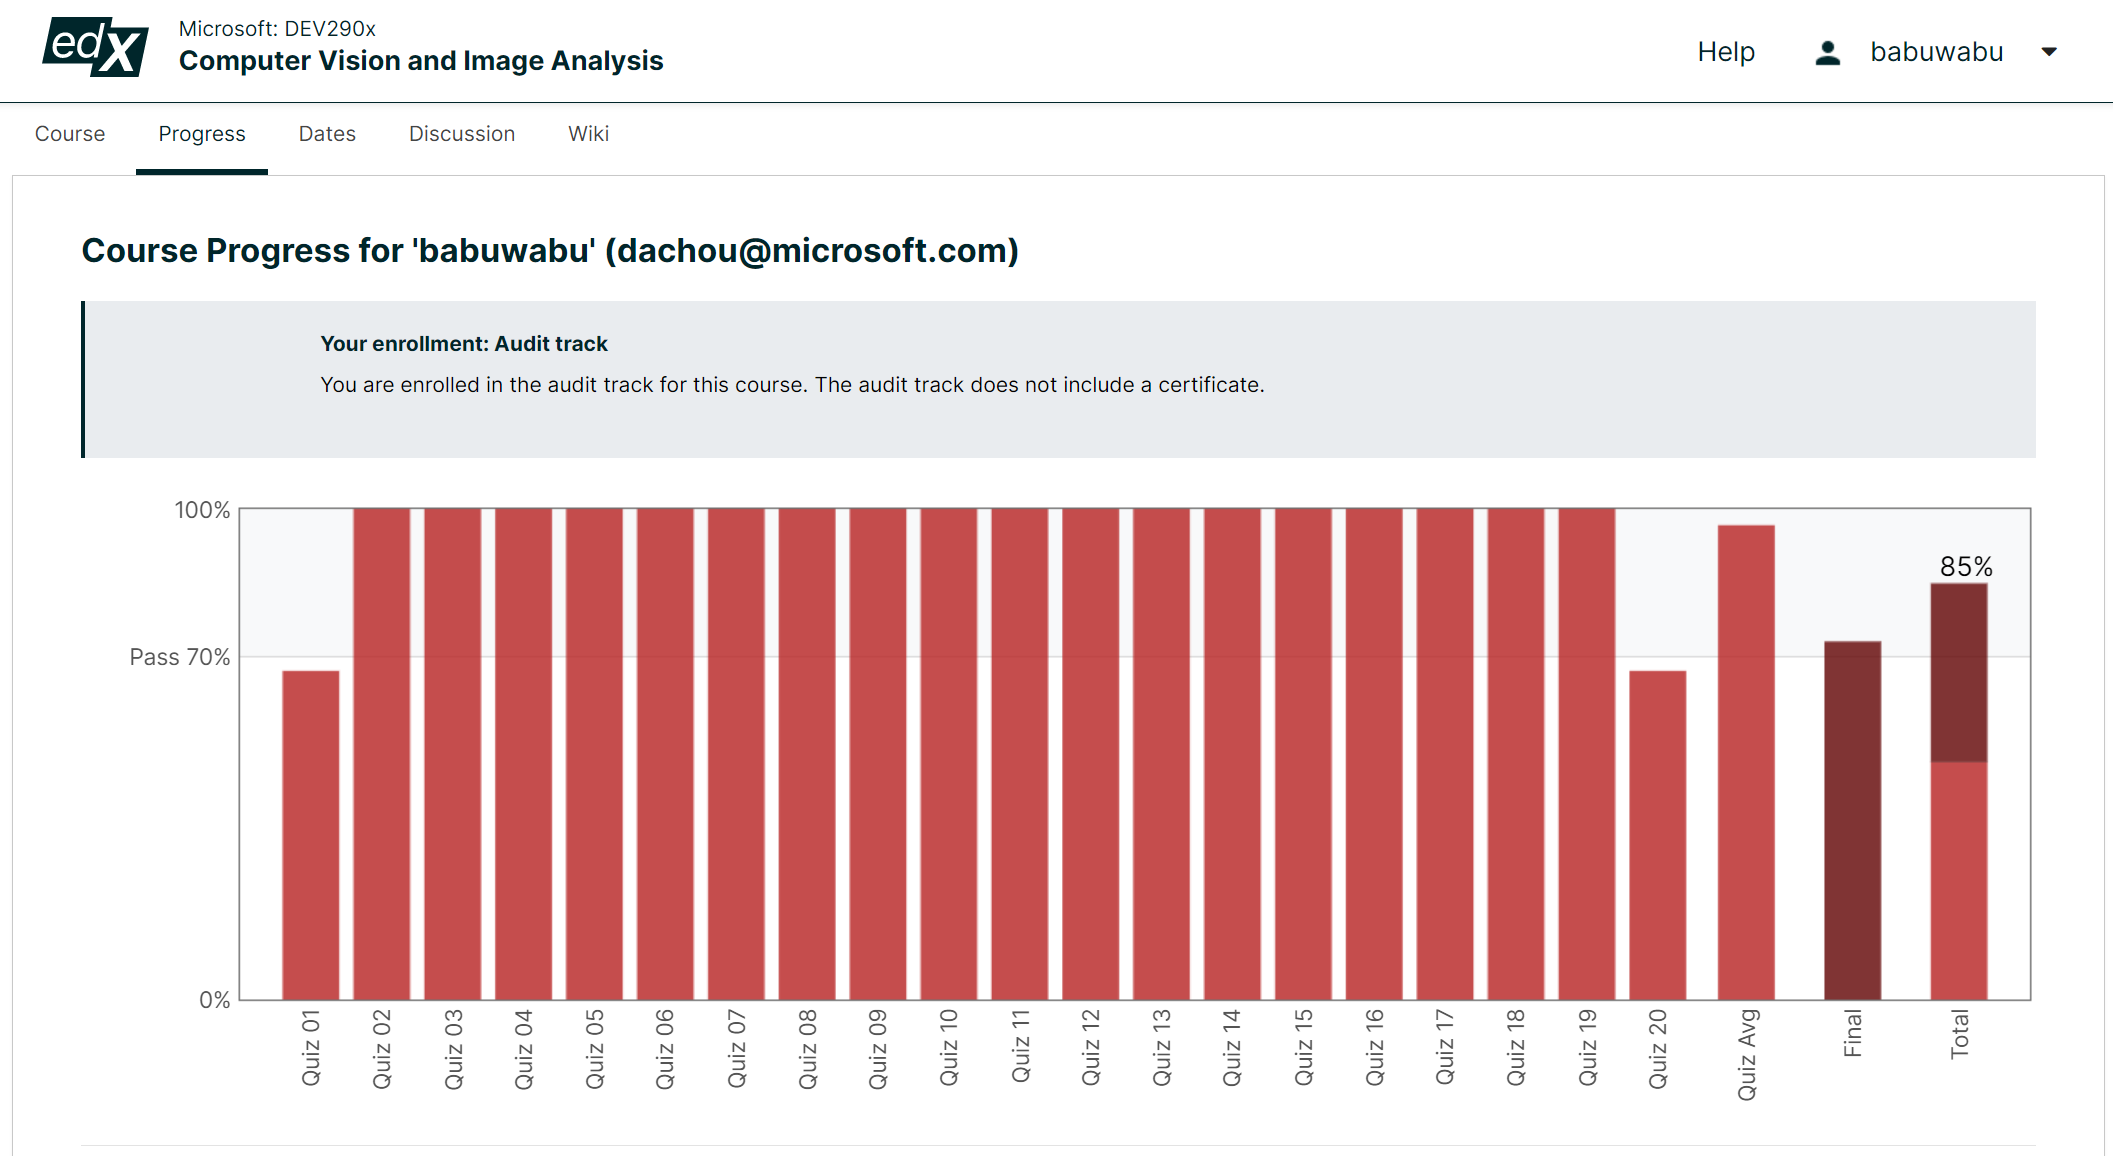 edX
Microsoft: DEV290x
Computer Vision and Image Analysis
Help
babuwabu
Course
Progress
Dates
Discussion
Wiki
Course Progress for 'babuwabu' (dachou@microsoft.com)
Your enrollment: Audit track
You are enrolled in the audit track for this course. The audit track does not include a certificate.
100%
85%
Pass 70%
0%
Quiz 01
Quiz 02
Quiz 03
Quiz 04
Quiz 05
Quiz 06
Quiz 07
Quiz 08
Quiz 09
Quiz 10
Quiz 11
Quiz 12
Quiz 13
Quiz 14
Quiz 15
Quiz 16
Quiz 17
Quiz 18
Quiz 19
Quiz 20
Quiz Avg
Final
Total